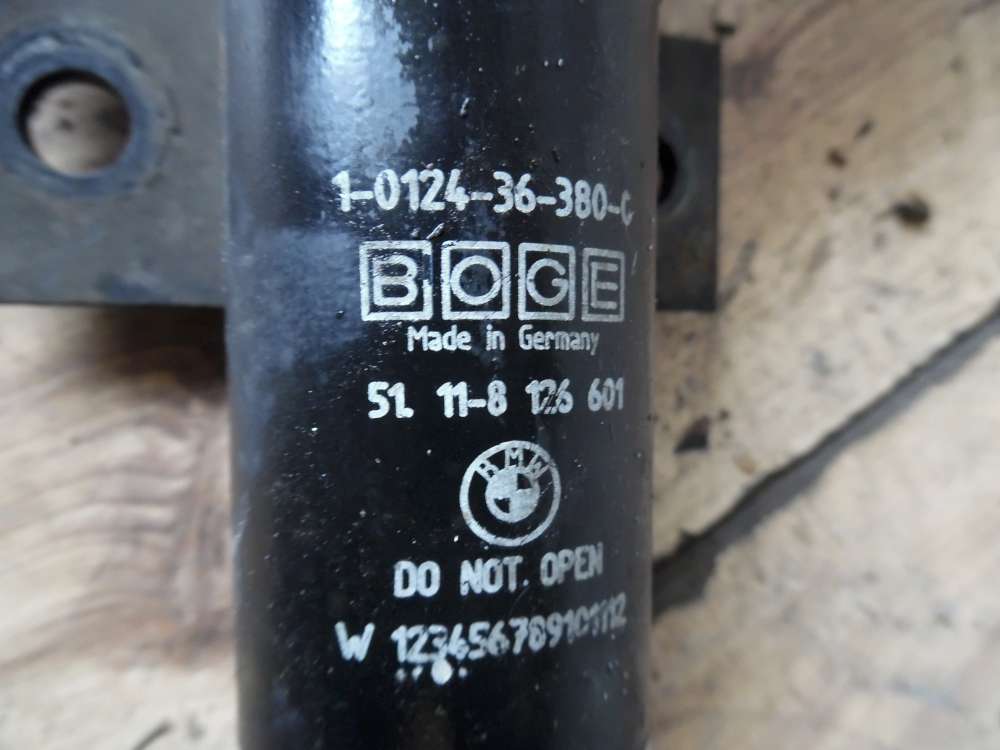 1-0124-36-380-C
BOGE
Made in Germany
51. 11-8 126 601
BMW
DO NOT. OPEN
W 123456789101112